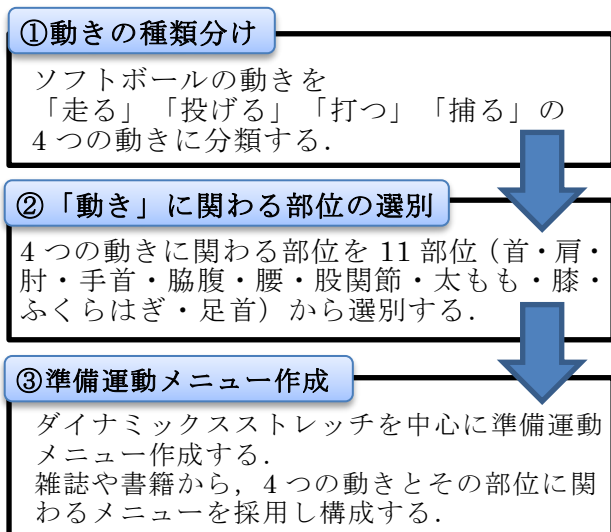 ①動きの種類分け
ソフトボールの動きを
「走る」「投げる」「打つ」「捕る」の
4つの動きに分類する.
②「動き」に関わる部位の選別
4つの動きに関わる部位を11部位（首・肩・
肘・手首・脇腹・腰・股関節・太もも・膝・
ふくらはぎ・足首）から選別する.
③準備運動メニュー作成
ダイナミックスストレッチを中心に準備運動
メニュー作成する.
雑誌や書籍から，4つの動きとその部位に関
わるメニューを採用し構成する.